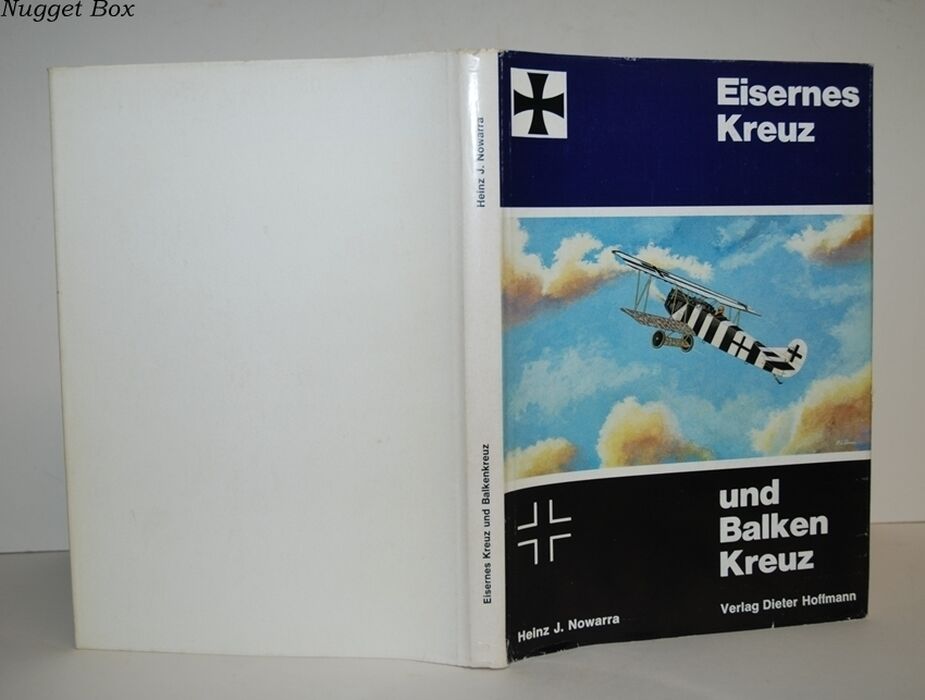 Nugget Box
Heinz J. Nowarra
Eisernes Kreuz und Balkenkreuz
Eisernes
Kreuz
und
Balken
Kreuz
Verlag Dieter Hoffmann
Heinz J. Nowarra